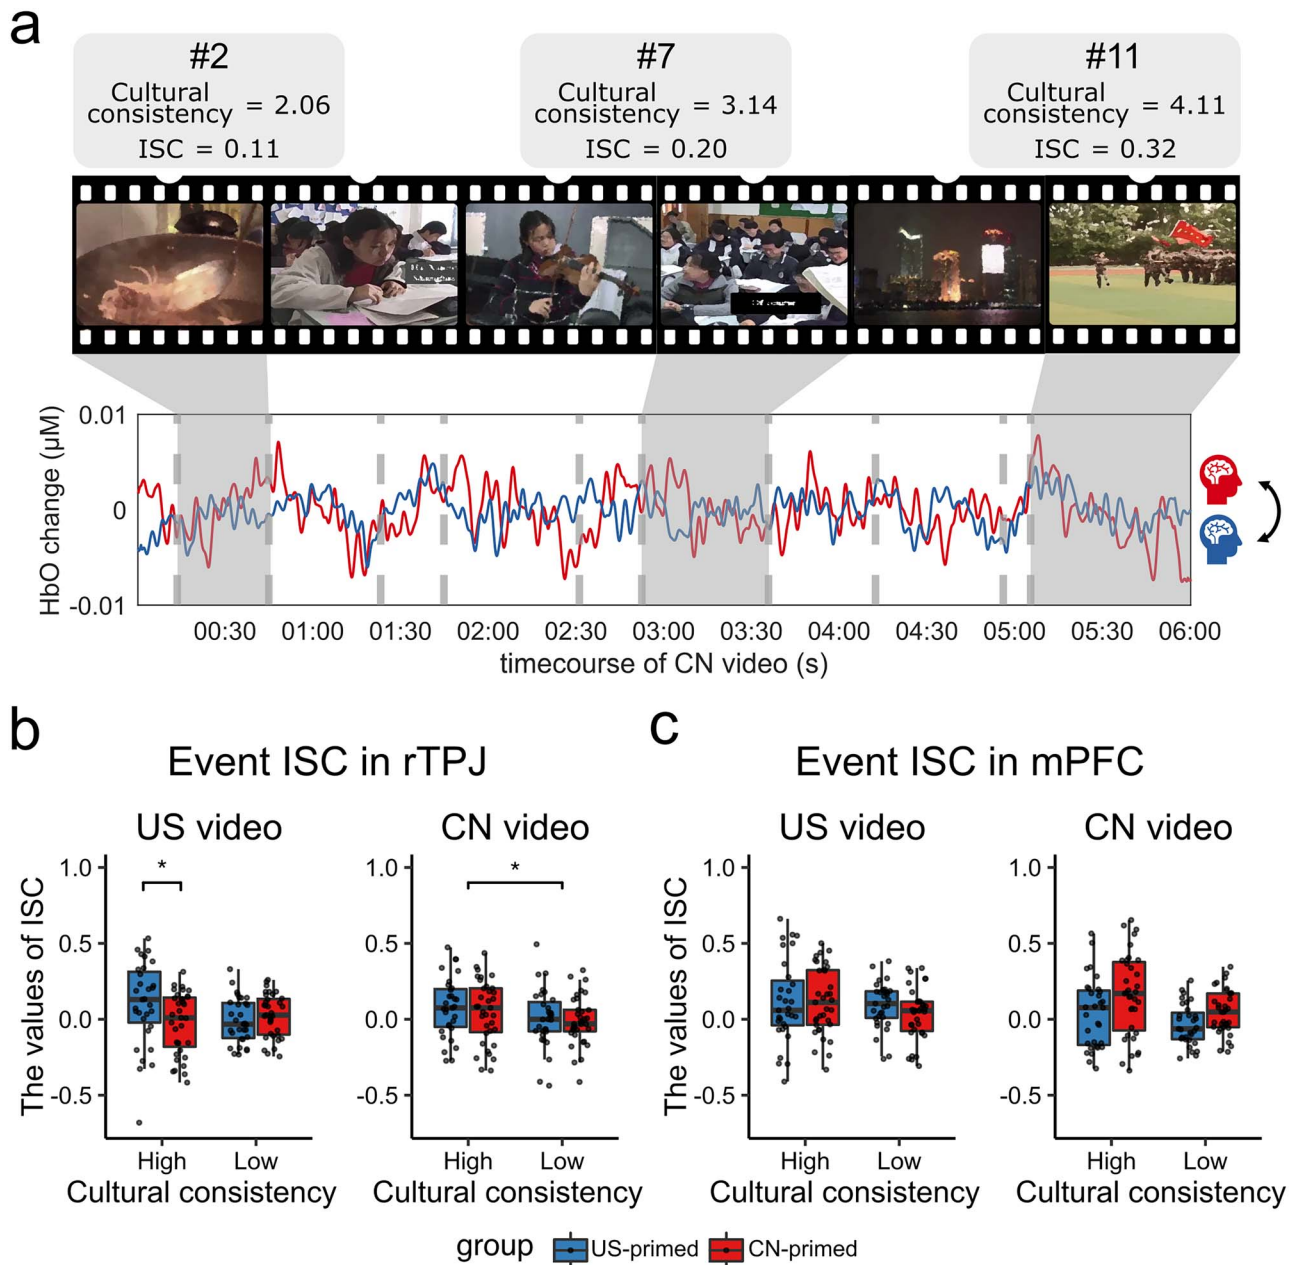 a
#2
Cultural
consistency = 2.06
ISC = 0.11
#7
Cultural
consistency = 3.14
ISC = 0.20
#11
Cultural
consistency = 4.11
ISC = 0.32
HbO change (μM)
0.01
0
-0.01
00:30 01:00 01:30 02:00 02:30 03:00 03:30 04:00 04:30 05:00 05:30 06:00
timecourse of CN video (s)
b
Event ISC in rTPJ
US video
CN video
The values of ISC
1.0
0.5
0.0
-0.5
*
High Low
Cultural consistency
1.0
0.5
0.0
-0.5
*
High Low
Cultural consistency
c
Event ISC in mPFC
US video
CN video
The values of ISC
1.0
0.5
0.0
-0.5
High Low
Cultural consistency
1.0
0.5
0.0
-0.5
High Low
Cultural consistency
group US-primed CN-primed